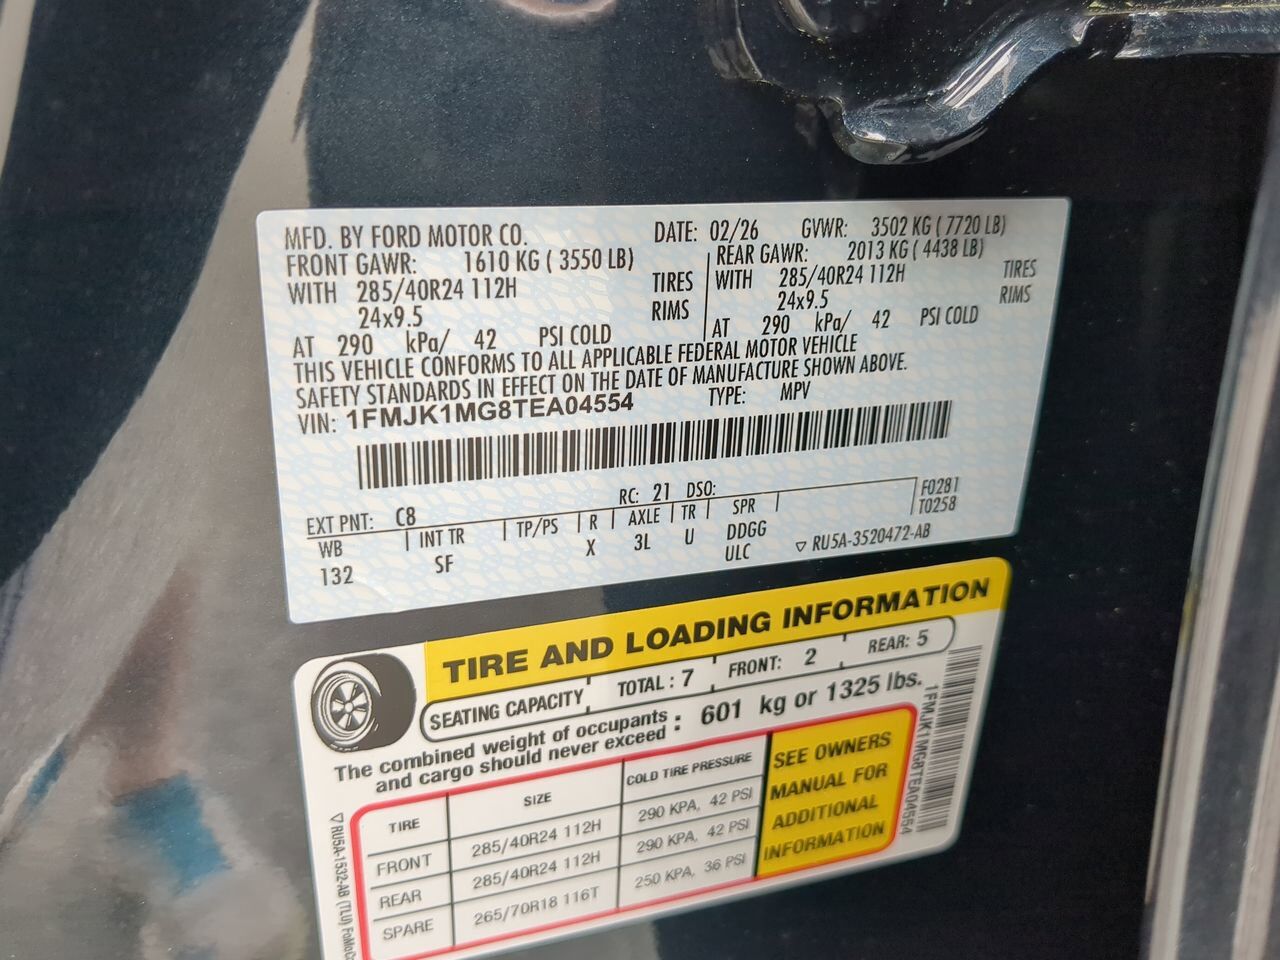 MFD. BY FORD MOTOR CO. DATE: 02/26 GVWR: 3502 KG ( 7720 LB)
FRONT GAWR: 1610 KG ( 3550 LB) REAR GAWR: 2013 KG ( 4438 LB)
WITH 285/40R24 112H TIRES WITH 285/40R24 112H TIRES
24x9.5 RIMS 24x9.5 RIMS
AT 290 kPa/ 42 PSI COLD AT 290 kPa/ 42 PSI COLD
THIS VEHICLE CONFORMS TO ALL APPLICABLE FEDERAL MOTOR VEHICLE
SAFETY STANDARDS IN EFFECT ON THE DATE OF MANUFACTURE SHOWN ABOVE.
VIN: 1FMJK1MG8TEA04554 TYPE: MPV
EXT PNT: C8 RC: 21 DSO: F0281
WB INT TR TP/PS R AXLE TR SPR T0258
132 SF X 3L U DDGG
ULC ▽ RU5A-3520472-AB
TIRE AND LOADING INFORMATION
SEATING CAPACITY TOTAL : 7 FRONT: 2 REAR: 5
The combined weight of occupants : 601 kg or 1325 lbs.
and cargo should never exceed
TIRE SIZE COLD TIRE PRESSURE
FRONT 285/40R24 112H 290 KPA, 42 PSI
REAR 285/40R24 112H 290 KPA, 42 PSI
SPARE 265/70R18 116T 250 KPA, 36 PSI
SEE OWNERS
MANUAL FOR
ADDITIONAL
INFORMATION
1FMJK1MG8TEA04554
▽ RU5A-1532-AB (TLU)